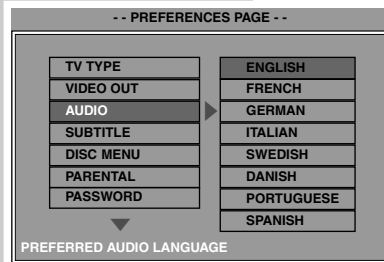 - - PREFERENCES PAGE - -
TV TYPE
VIDEO OUT
AUDIO
SUBTITLE
DISC MENU
PARENTAL
PASSWORD
ENGLISH
FRENCH
GERMAN
ITALIAN
SWEDISH
DANISH
PORTUGUESE
SPANISH
PREFERRED AUDIO LANGUAGE